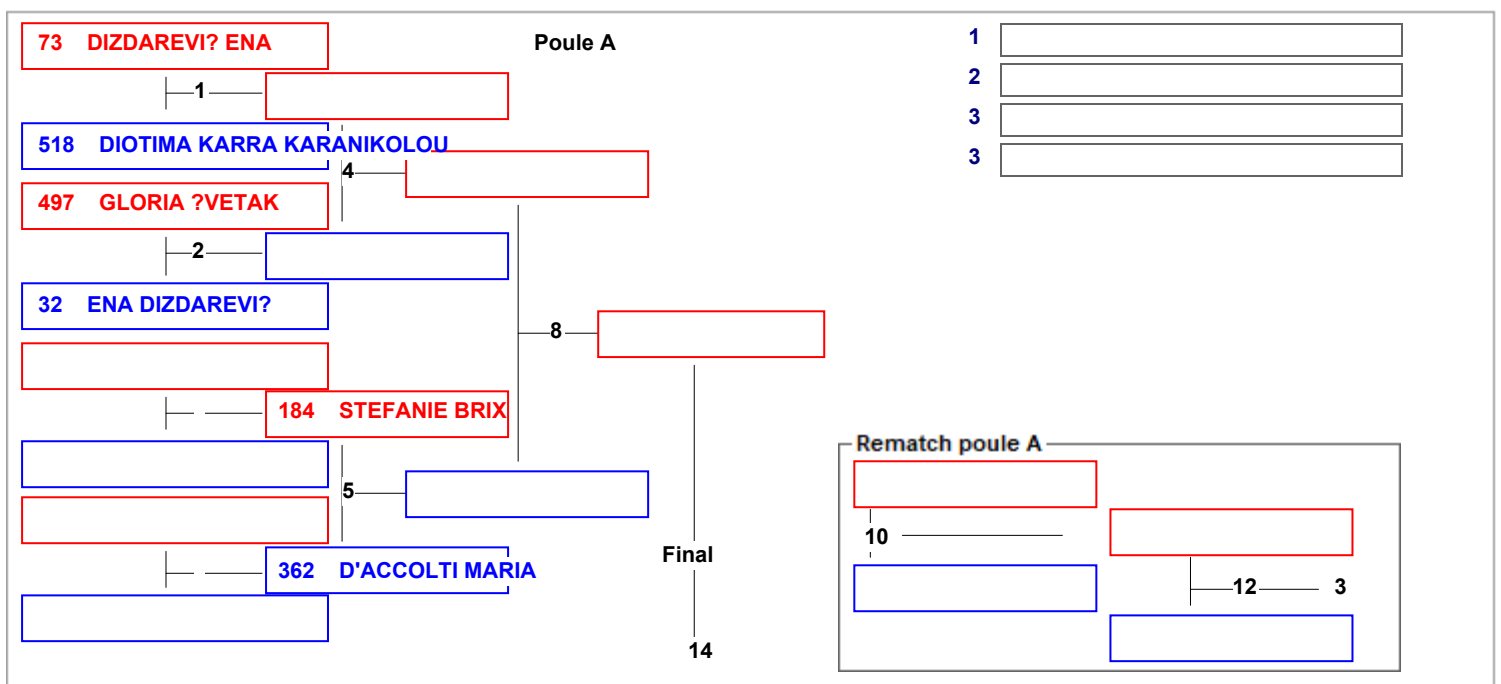 73 DIZDAREVI? ENA
Poule A
1
1
2
518 DIOTIMA KARRA KARANIKOLOU
3
3
4
497 GLORIA ?VETAK
2
32 ENA DIZDAREVI?
8
184 STEFANIE BRIX
5
362 D'ACCOLTI MARIA
Final
14
Rematch poule A
10
12 3